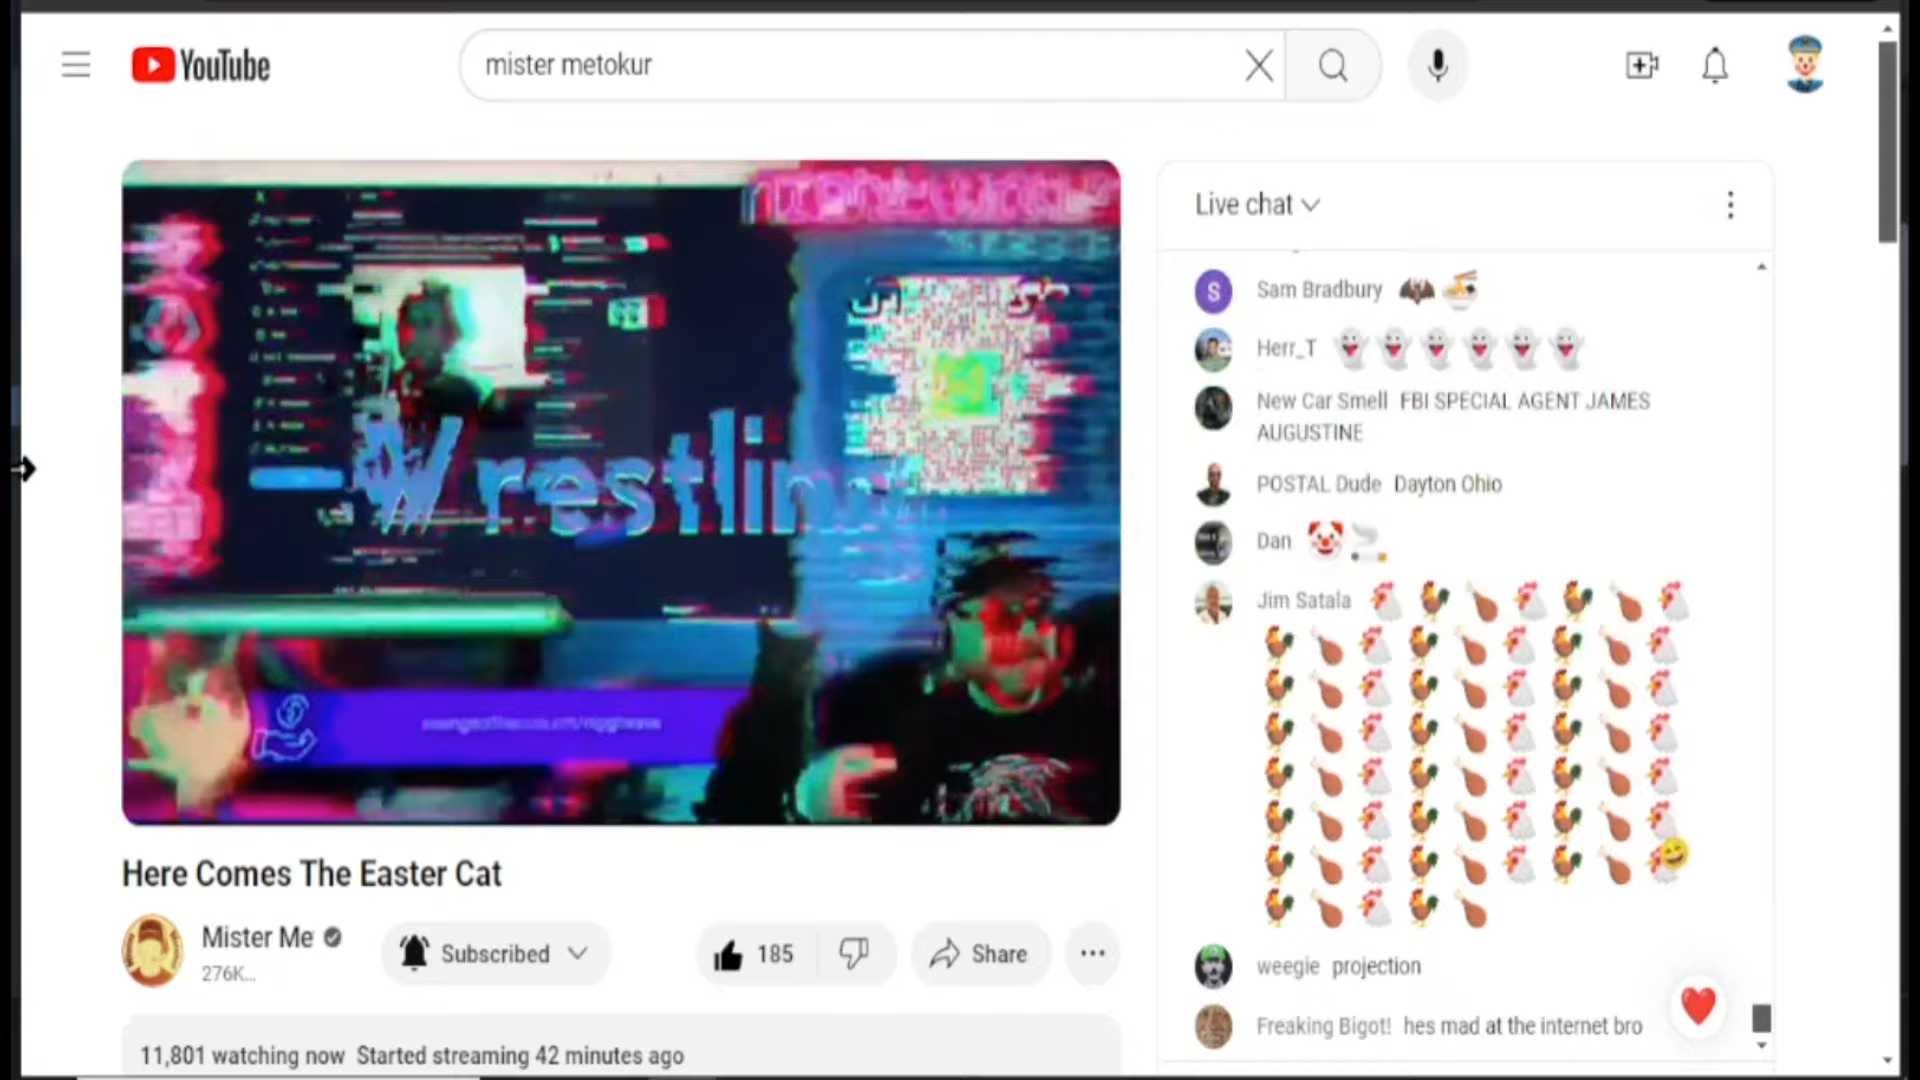 YouTube
mister metokur
Live chat
Sam Bradbury
Herr_T
New Car Smell FBI SPECIAL AGENT JAMES
AUGUSTINE
POSTAL Dude Dayton Ohio
Dan
Jim Satala
weegie projection
Freaking Bigot! hes mad at the internet bro
Wrestlin
Here Comes The Easter Cat
Mister Me
276K...
Subscribed
185
Share
11,801 watching now Started streaming 42 minutes ago
S